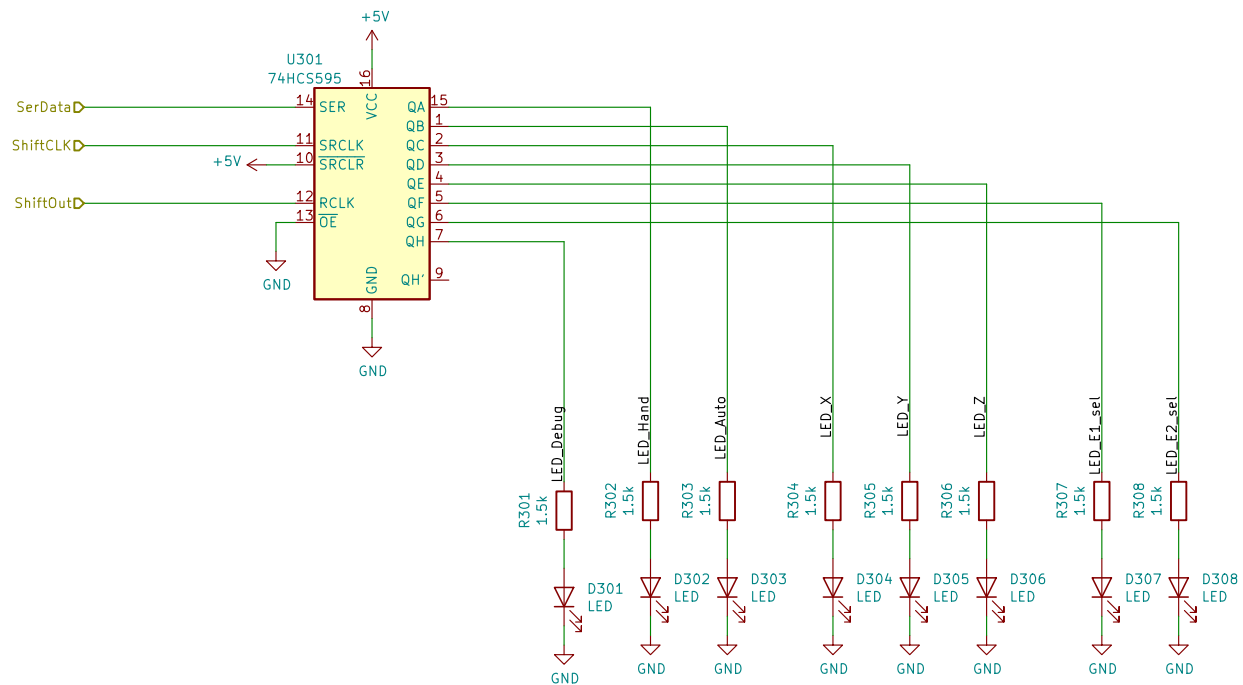 +5V
U301
74HCS595
16
VCC
SerData
14
SER
QA
15
QB
1
ShiftCLK
11
SRCLK
QC
2
+5V
10
SRCLR
QD
3
QE
4
ShiftOut
12
RCLK
QF
5
13
OE
QG
6
QH
7
GND
GND
QH'
9
8
GND
LED_Debug
LED_Hand
LED_Auto
LED_X
LED_Y
LED_Z
LED_E1_sel
LED_E2_sel
R301
1.5k
R302
1.5k
R303
1.5k
R304
1.5k
R305
1.5k
R306
1.5k
R307
1.5k
R308
1.5k
D301
LED
D302
LED
D303
LED
D304
LED
D305
LED
D306
LED
D307
LED
D308
LED
GND
GND
GND
GND
GND
GND
GND
GND